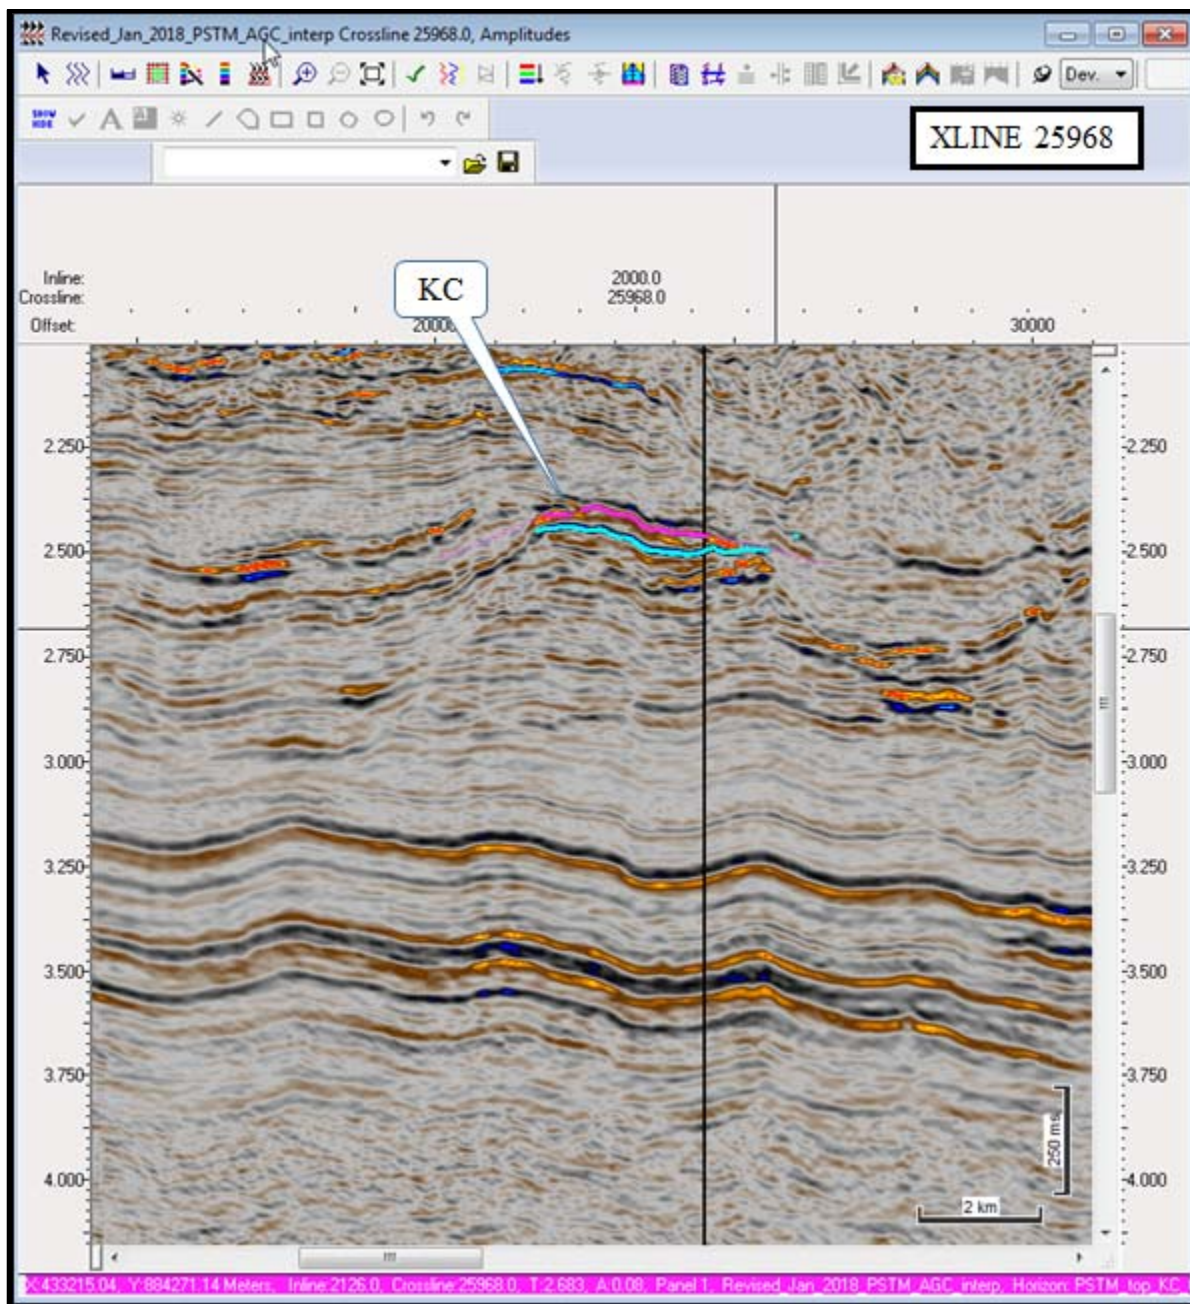 Revised_Jan_2018_PSTM_AGC_interp Crossline 25968.0, Amplitudes
Dev.
SHOW
HIDE
XLINE 25968
Inline: 2000.0
Crossline: 25968.0
Offset: 20000 30000
KC
2.250 2.250
2.500 2.500
2.750 2.750
3.000 3.000
3.250 3.250
3.500 3.500
3.750 3.750
250 ms
4.000 4.000
2 km
X:433215.04, Y:884271.14 Meters, Inline:2126.0, Crossline:25968.0, T:2.683, A:0.08, Panel 1, Revised_Jan_2018_PSTM_AGC_interp, Horizon: PSTM_top_KC_